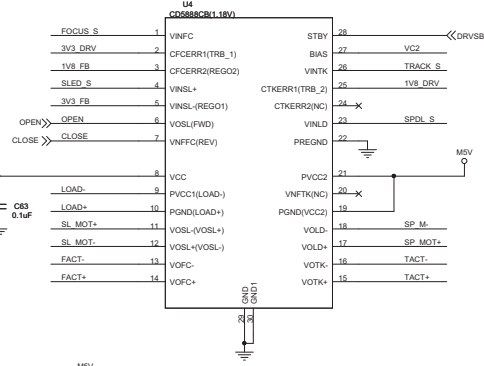 U4
CD5888CB(1.18V)
FOCUS_S 1 VINFC STBY 28 DRVSB
3V3_DRV 2 CFCERR1(TRB_1) BIAS 27 VC2
1V8_FB 3 CFCERR2(REGO2) VINTK 26 TRACK_S
SLED_S 4 VINSL+ CTKERR1(TRB_2) 25 1V8_DRV
3V3_FB 5 VINSL-(REGO1) CTKERR2(NC) 24
OPEN OPEN 6 VOSL(FWD) VINLD 23 SPDL_S
CLOSE CLOSE 7 VNFFC(REV) PREGND 22
M5V
8 VCC PVCC2 21
LOAD- 9 PVCC1(LOAD-) VNFTK(NC) 20
C63
0.1uF
LOAD+ 10 PGND(LOAD+) PGND(VCC2) 19
SL_MOT+ 11 VOSL-(VOSL+) VOLD- 18 SP_M-
SL_MOT- 12 VOSL+(VOSL-) VOLD+ 17 SP_MOT+
FACT- 13 VOFC- VOTK- 16 TACT-
FACT+ 14 VOFC+ VOTK+ 15 TACT+
GND GND1
29 30
M5V